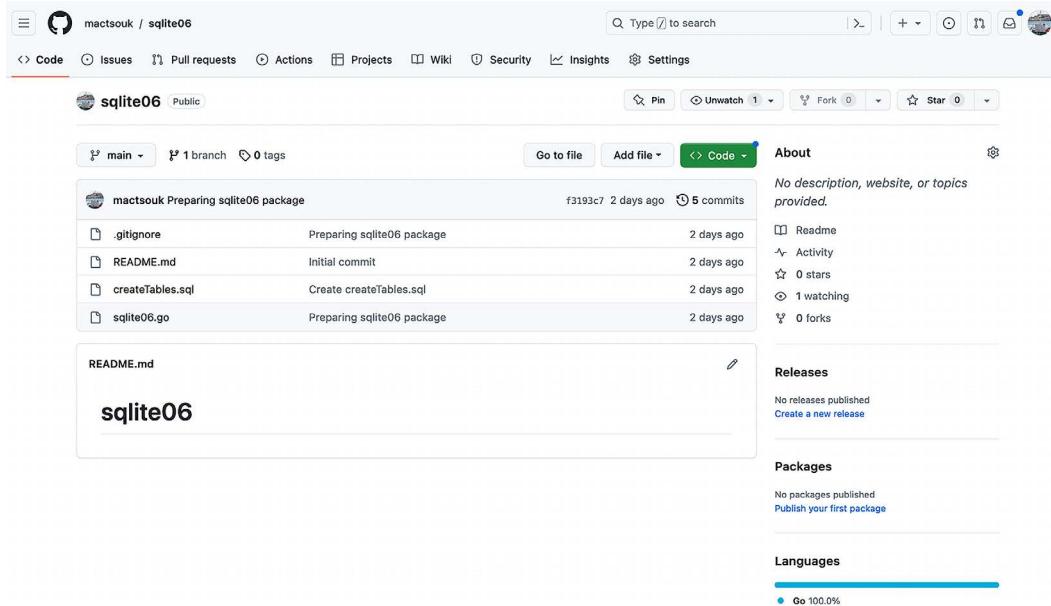 mactsouk / sqlite06
Type / to search
Code Issues Pull requests Actions Projects Wiki Security Insights Settings
sqlite06 Public
Pin Unwatch 1 Fork 0 Star 0
main 1 branch 0 tags Go to file Add file Code
mactsouk Preparing sqlite06 package f3193c7 2 days ago 5 commits
.gitignore Preparing sqlite06 package 2 days ago
README.md Initial commit 2 days ago
createTables.sql Create createTables.sql 2 days ago
sqlite06.go Preparing sqlite06 package 2 days ago
README.md
sqlite06
About
No description, website, or topics
provided.
Readme
Activity
0 stars
1 watching
0 forks
Releases
No releases published
Create a new release
Packages
No packages published
Publish your first package
Languages
Go 100.0%